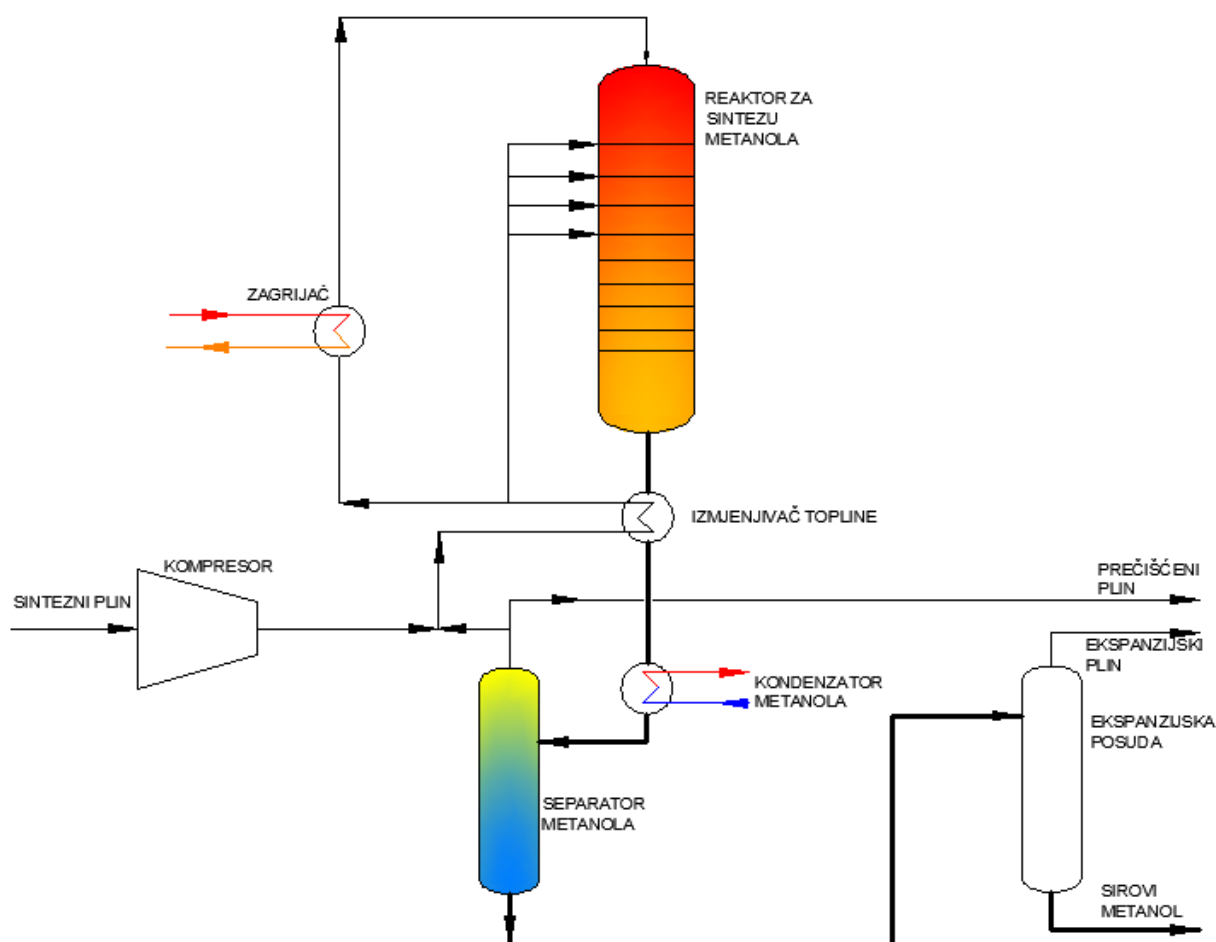 REAKTOR ZA
SINTEZU
METANOLA
ZAGRIJAČ
IZMJENJIVAČ TOPLINE
KOMPRESOR
SINTEZNI PLIN
PREČIŠĆENI
PLIN
EKSPANZIJSKI
PLIN
KONDENZATOR
METANOLA
EKSPANZIJSKA
POSUDA
SEPARATOR
METANOLA
SIROVI
METANOL